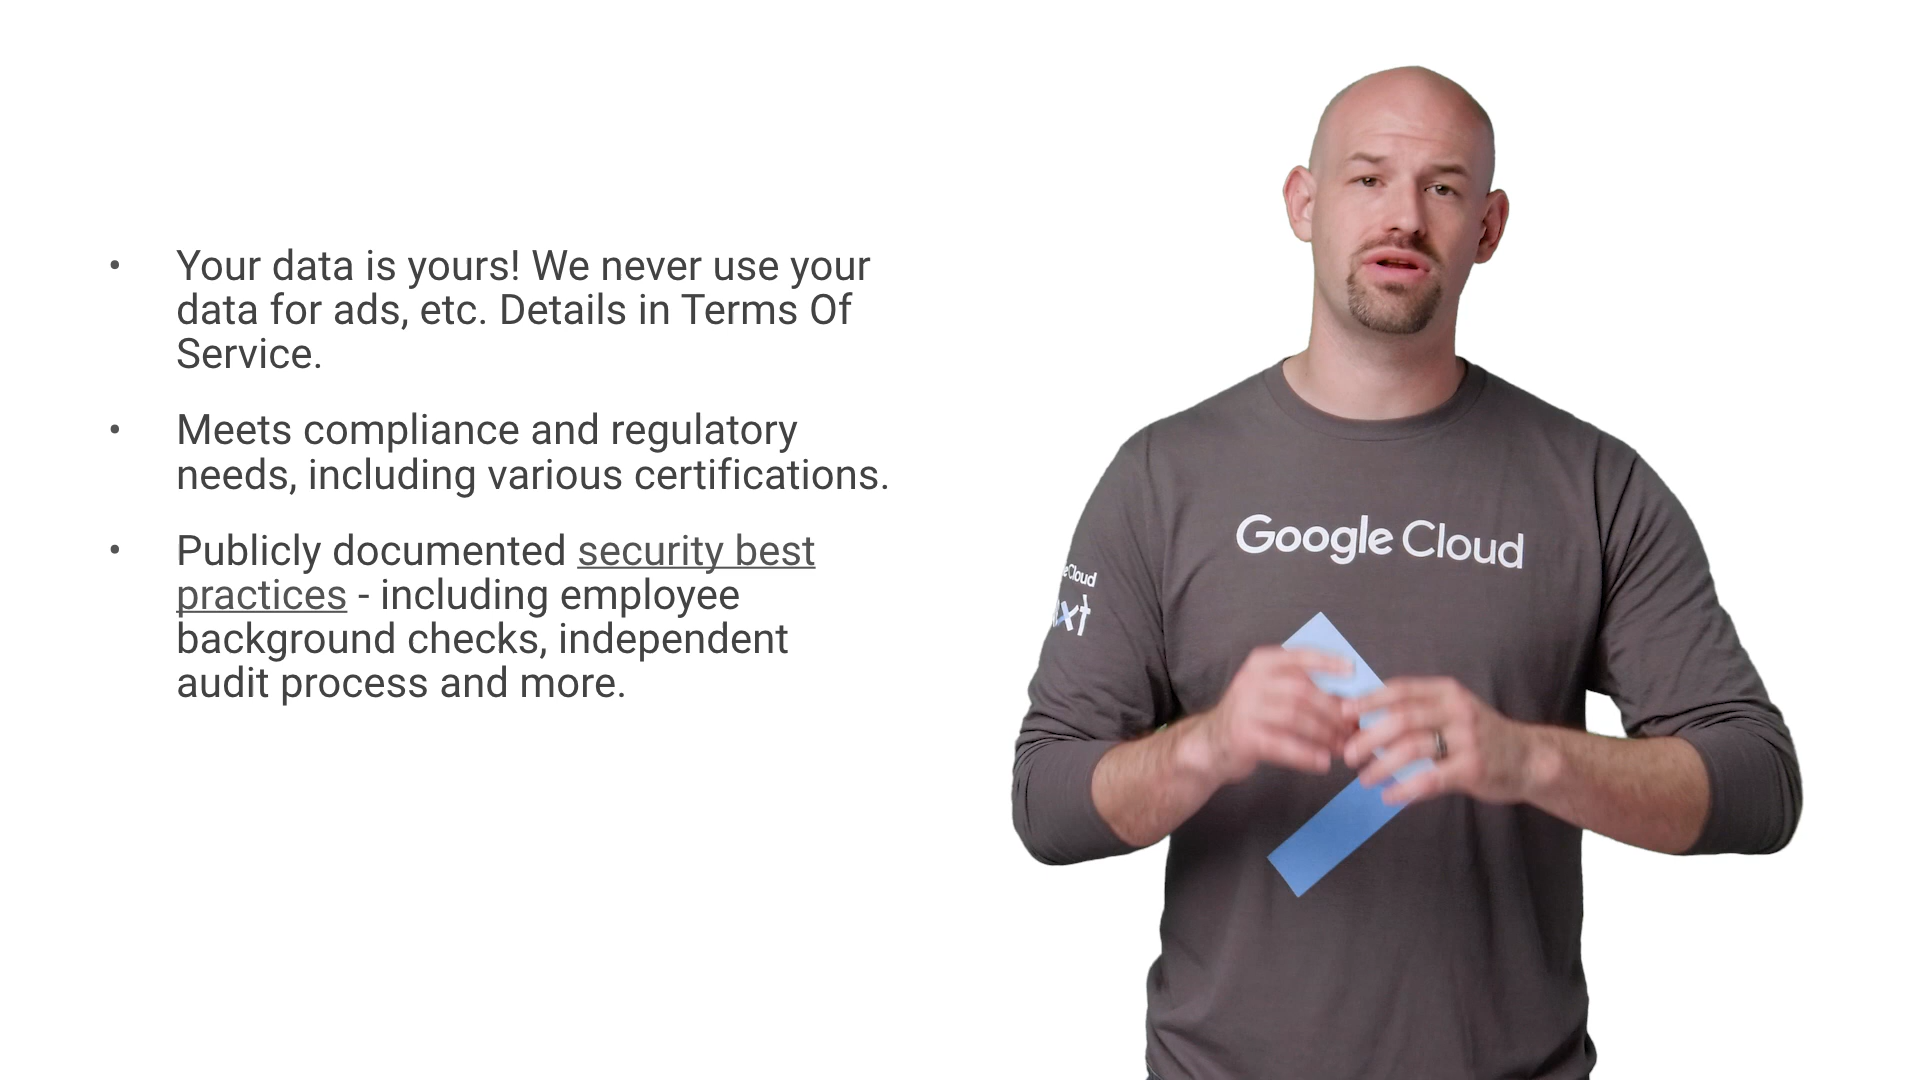 • Your data is yours! We never use your
data for ads, etc. Details in Terms Of
Service.
• Meets compliance and regulatory
needs, including various certifications.
• Publicly documented security best
practices - including employee
background checks, independent
audit process and more.
Google Cloud
Cloud